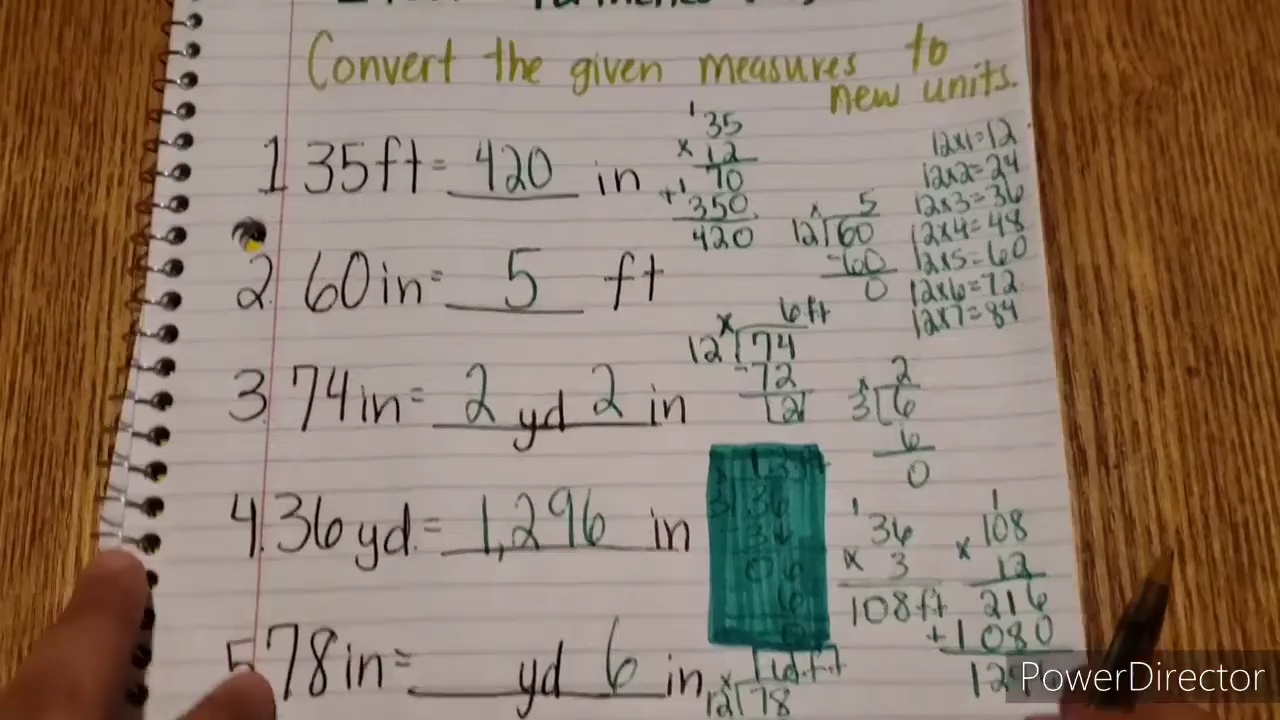 Convert the given measures to
new units.
1 35ft= 420 in
35
x 12
70
+350
420
12x1=12
12x2=24
12x3=36
12x4=48
12x5=60
12x6=72
12x7=84
5
12 60
-60
0
2. 60in= 5 ft
6ft
12 74
-72
2
3. 74in= 2 yd 2 in
2
3 6
6
0
4. 36yd.= 1,296 in
1
36
x 3
108ft
1
108
x 12
216
+1080
5 78in= yd 6 in
12 78
PowerDirector